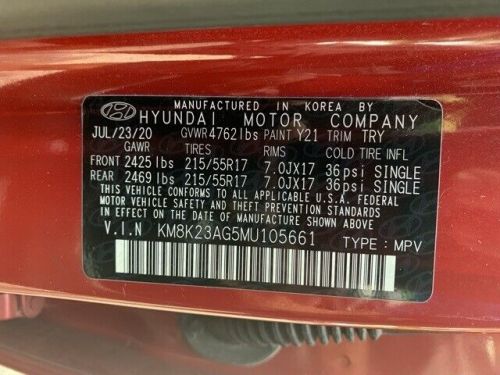 MANUFACTURED IN KOREA BY
HYUNDAI MOTOR COMPANY
JUL/23/20 GVWR 4762lbs PAINT Y21 TRIM TRY
GAWR TIRES RIMS COLD TIRE INFL
FRONT 2425 lbs 215/55R17 7.0JX17 36psi SINGLE
REAR 2469 lbs 215/55R17 7.0JX17 36psi SINGLE
THIS VEHICLE CONFORMS TO ALL APPLICABLE U.S.A. FEDERAL
MOTOR VEHICLE SAFETY AND THEFT PREVENTION STANDARDS
IN EFFECT ON THE DATE OF MANUFACTURE SHOWN ABOVE.
V.I.N KM8K23AG5MU105661 TYPE : MPV